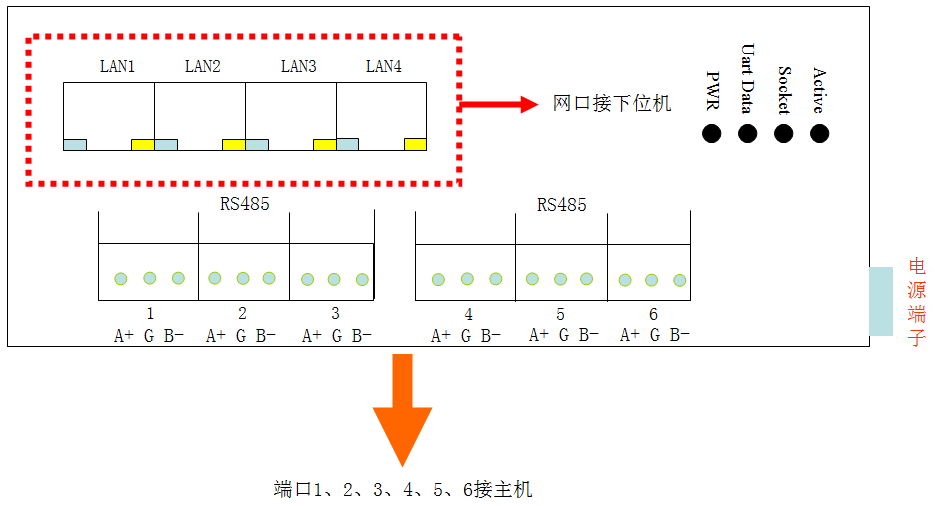 LAN1 LAN2 LAN3 LAN4
网口接下位机
PWR
Uart Data
Socket
Active
RS485 RS485
1 2 3 4 5 6
A+ G B- A+ G B- A+ G B- A+ G B- A+ G B- A+ G B-
电源端子
端口1、2、3、4、5、6接主机